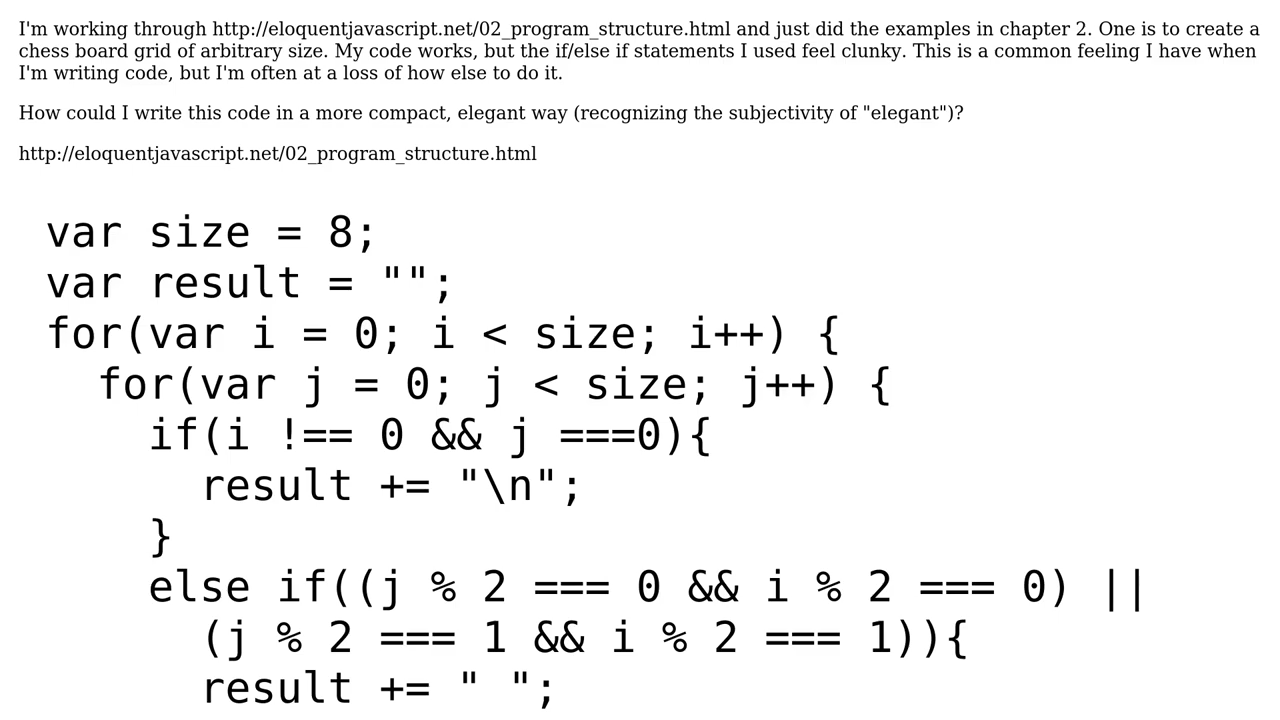 I'm working through http://eloquentjavascript.net/02_program_structure.html and just did the examples in chapter 2. One is to create a
chess board grid of arbitrary size. My code works, but the if/else if statements I used feel clunky. This is a common feeling I have when
I'm writing code, but I'm often at a loss of how else to do it.
How could I write this code in a more compact, elegant way (recognizing the subjectivity of "elegant")?
http://eloquentjavascript.net/02_program_structure.html
var size = 8;
var result = "";
for(var i = 0; i < size; i++) {
for(var j = 0; j < size; j++) {
if(i !== 0 && j ===0){
result += "\n";
}
else if((j % 2 === 0 && i % 2 === 0) ||
(j % 2 === 1 && i % 2 === 1)){
result += " ";